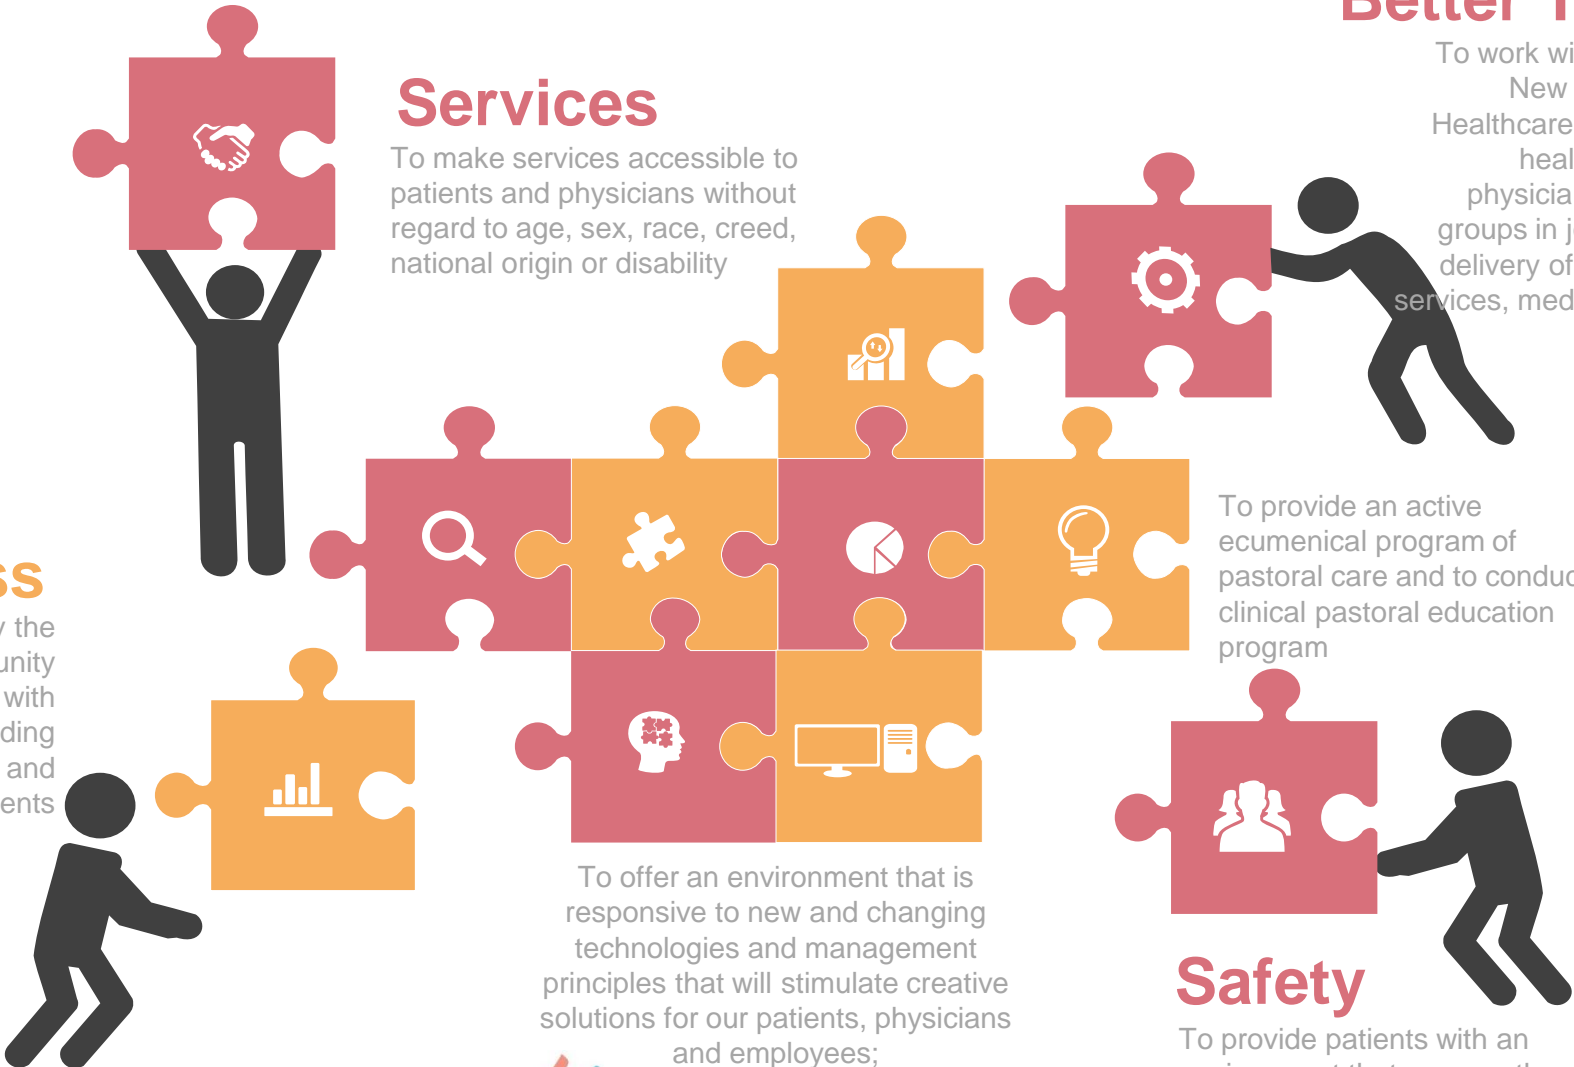 Better T
To work wi
New
Healthcare
heal
physicia
groups in j
delivery of
services, med
Services
To make services accessible to
patients and physicians without
regard to age, sex, race, creed,
national origin or disability
To provide an active
ecumenical program of
pastoral care and to conduc
clinical pastoral education
program
ss
y the
unity
with
ding
and
ents
To offer an environment that is
responsive to new and changing
technologies and management
principles that will stimulate creative
solutions for our patients, physicians
and employees;
Safety
To provide patients with an